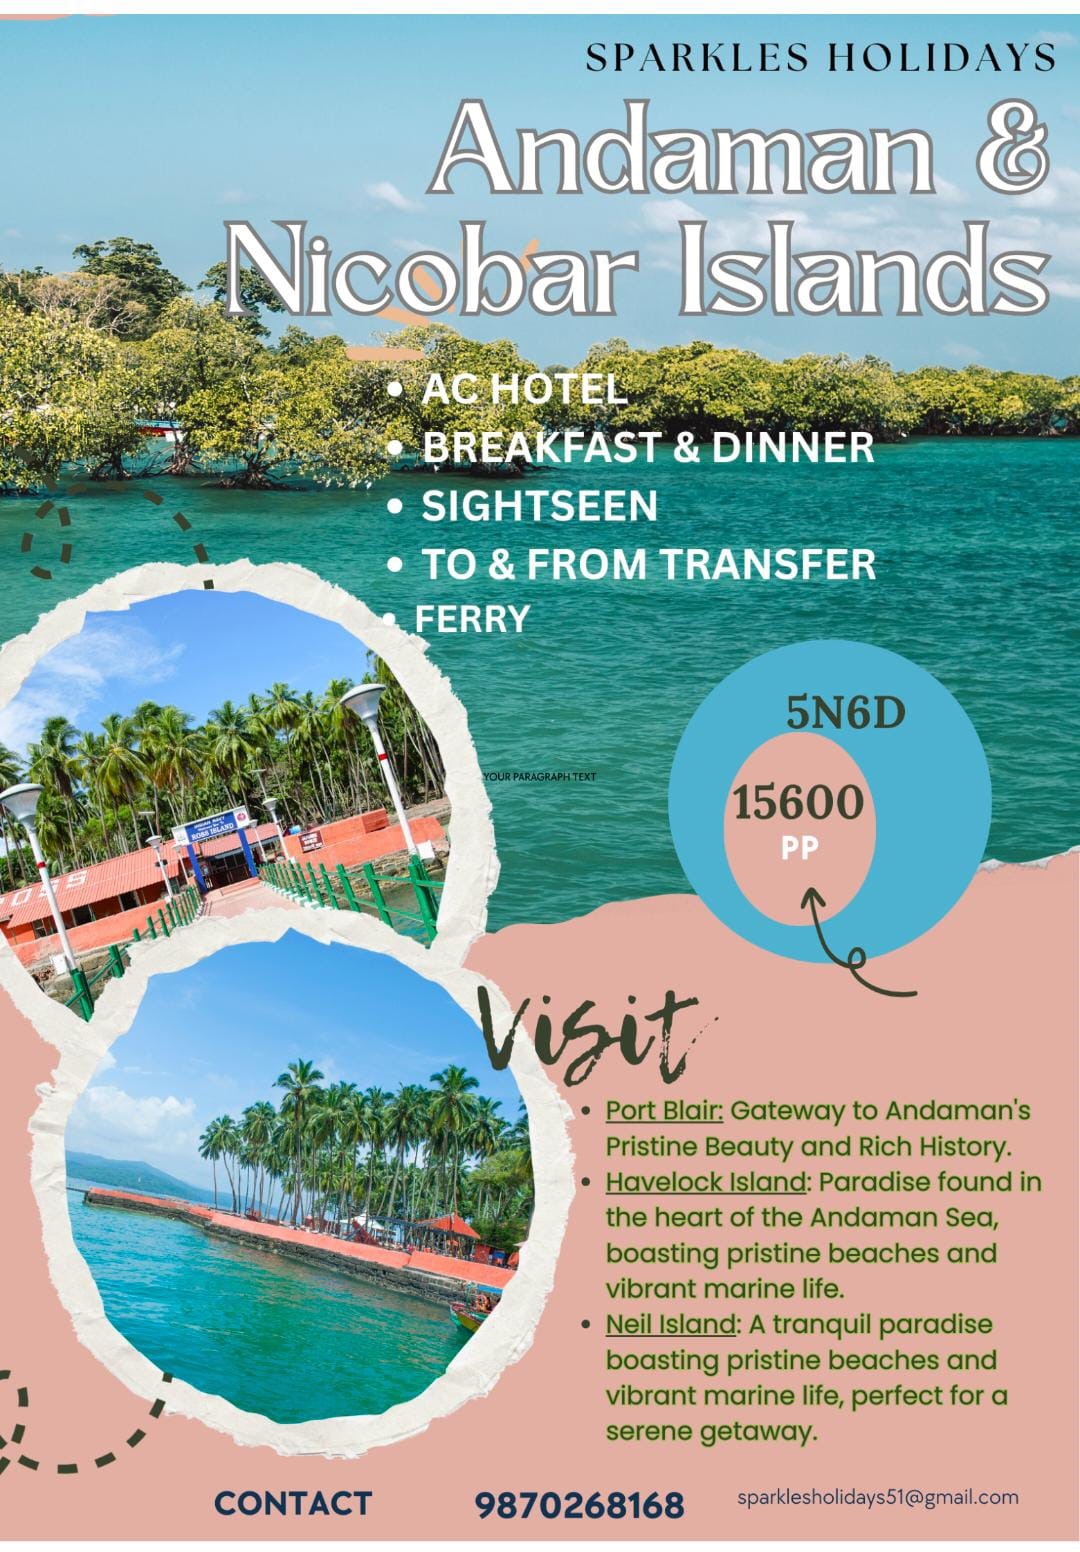 SPARKLES HOLIDAYS
Andaman &
Nicobar Islands
• AC HOTEL
• BREAKFAST & DINNER
• SIGHTSEEN
• TO & FROM TRANSFER
• FERRY
5N6D
15600
PP
YOUR PARAGRAPH TEXT
ROSS ISLAND
Visit
• Port Blair: Gateway to Andaman's
Pristine Beauty and Rich History.
• Havelock Island: Paradise found in
the heart of the Andaman Sea,
boasting pristine beaches and
vibrant marine life.
• Neil Island: A tranquil paradise
boasting pristine beaches and
vibrant marine life, perfect for a
serene getaway.
CONTACT 9870268168 sparklesholidays51@gmail.com